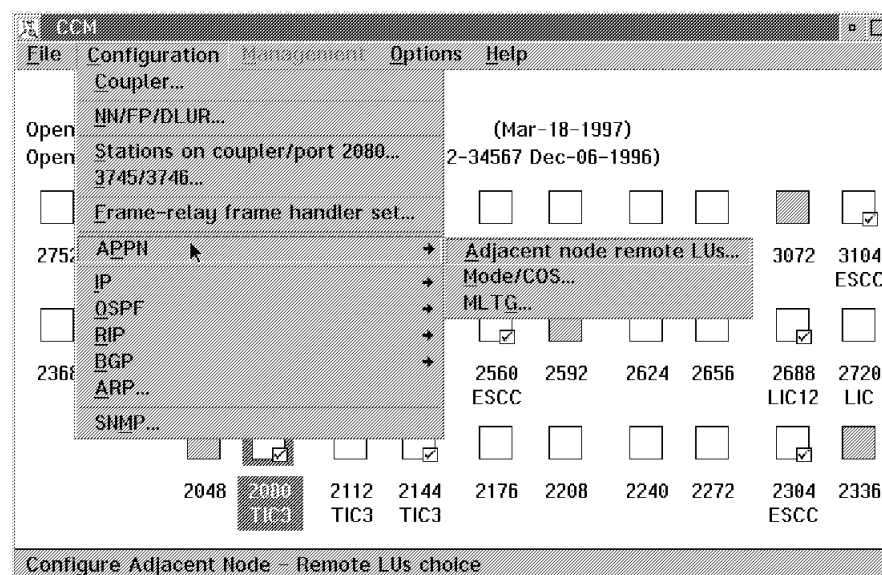 CCM
File Configuration Management Options Help
Coupler...
NN/FP/DLUR...
Open (Mar-18-1997)
Stations on coupler/port 2080...
Open 2-34567 Dec-06-1996)
3745/3746...
Frame-relay frame handler set...
APPN
Adjacent node remote LUs...
2752 3072 3104
ESCC
IP
Mode/COS...
OSPF
MLTG...
RIP
BGP
ARP...
2368 2560 2592 2624 2656 2688 2720
ESCC LIC12 LIC
SNMP...
2048 2080 2112 2144 2176 2208 2240 2272 2304 2336
TIC3 TIC3 TIC3 ESCC
Configure Adjacent Node - Remote LUs choice